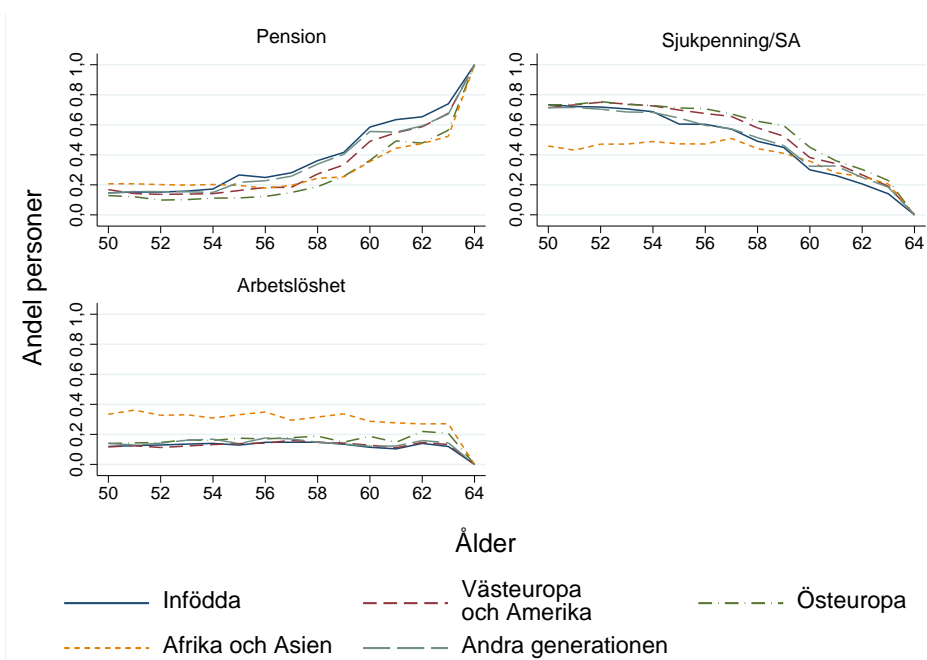 Pension
0,0 0,2 0,4 0,6 0,8 1,0
50 52 54 56 58 60 62 64
Sjukpenning/SA
0,0 0,2 0,4 0,6 0,8 1,0
50 52 54 56 58 60 62 64
Arbetslöshet
0,0 0,2 0,4 0,6 0,8 1,0
50 52 54 56 58 60 62 64
Andel personer
Ålder
Infödda
Västeuropa
och Amerika
Östeuropa
Afrika och Asien
Andra generationen